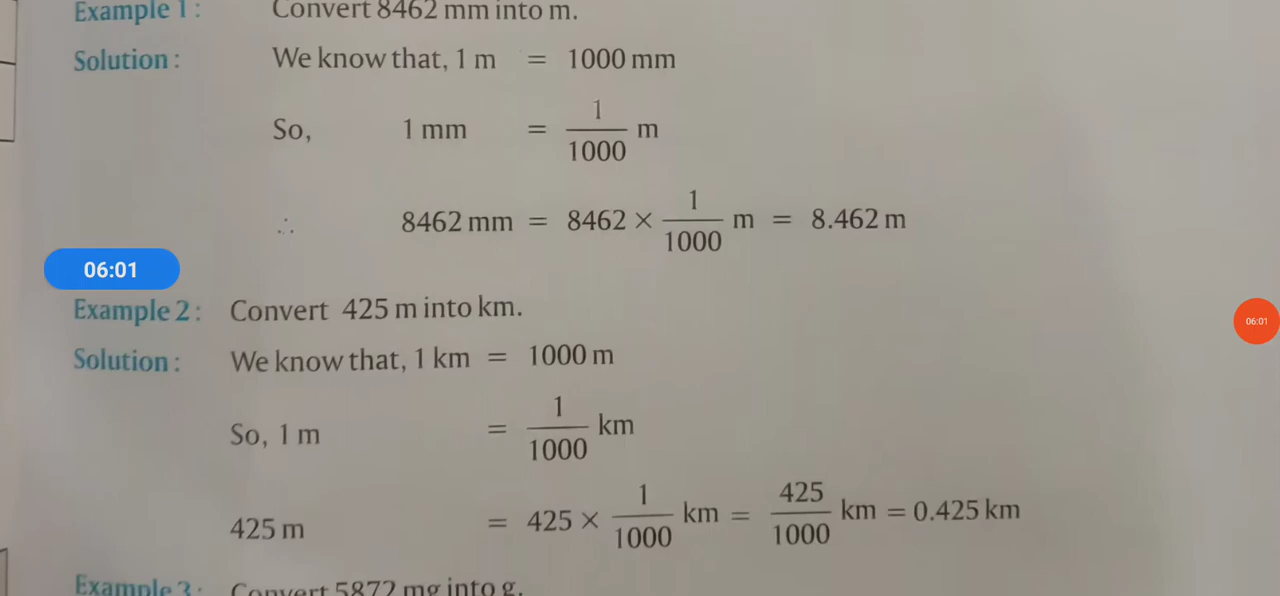 Example 1: Convert 8462 mm into m.
Solution: We know that, 1 m = 1000 mm
So, 1 mm = 1/1000 m
∴ 8462 mm = 8462 × 1/1000 m = 8.462 m
06:01
Example 2: Convert 425 m into km.
06:01
Solution: We know that, 1 km = 1000 m
So, 1 m = 1/1000 km
425 m = 425 × 1/1000 km = 425/1000 km = 0.425 km
Example 3: Convert 5872 mg into g.